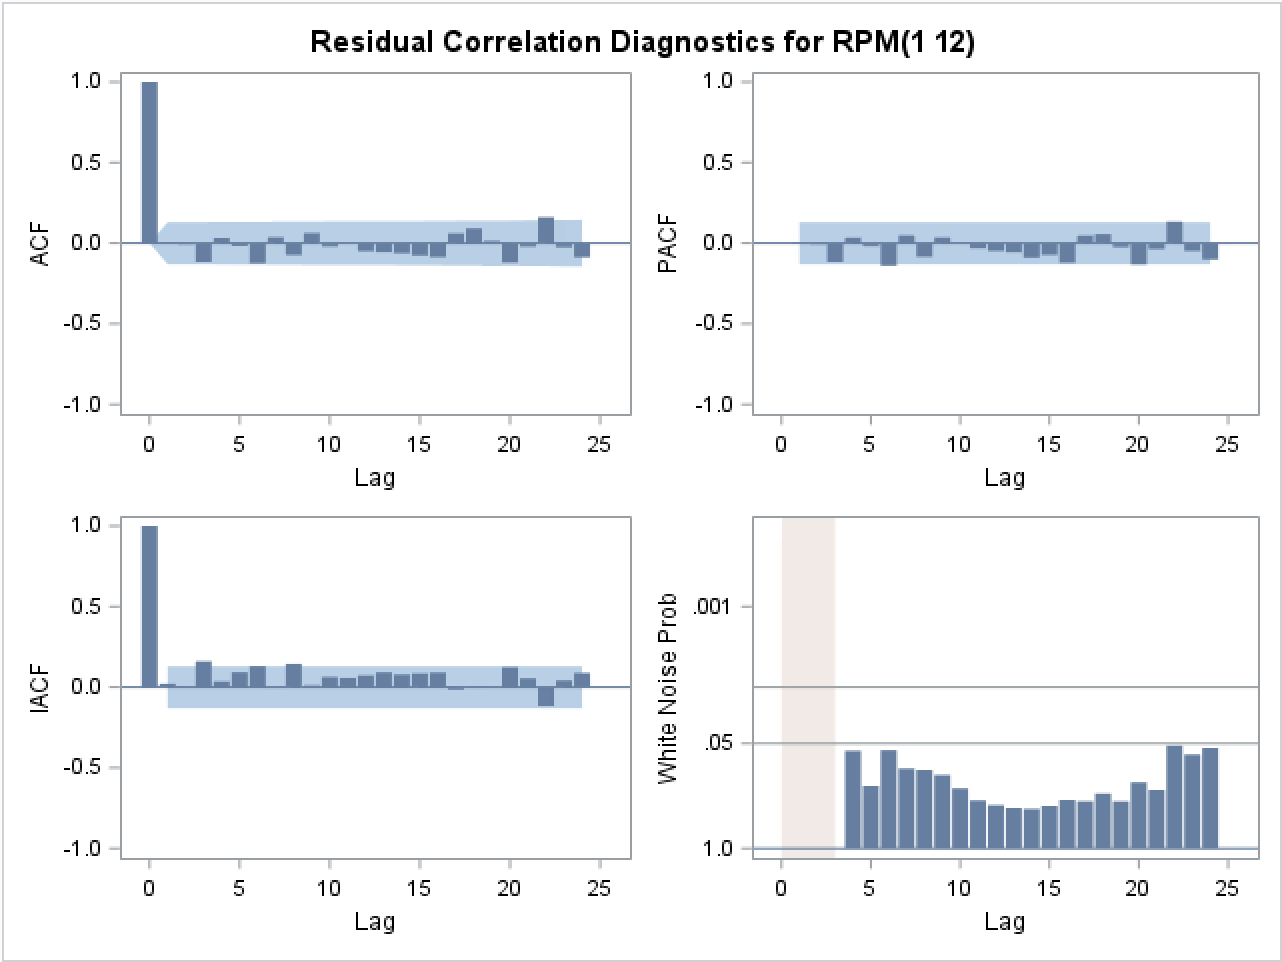 Residual Correlation Diagnostics for RPM(1 12)
ACF
1.0
0.5
0.0
-0.5
-1.0
0 5 10 15 20 25
Lag
PACF
1.0
0.5
0.0
-0.5
-1.0
0 5 10 15 20 25
Lag
IACF
1.0
0.5
0.0
-0.5
-1.0
0 5 10 15 20 25
Lag
White Noise Prob
.001
.05
1.0
0 5 10 15 20 25
Lag